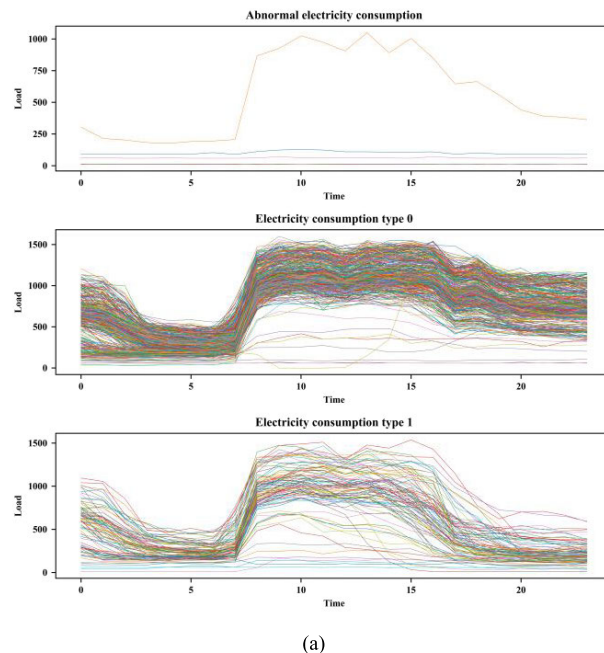 Abnormal electricity consumption
1000
750
500
250
0
Load
0 5 10 15 20
Time
Electricity consumption type 0
1500
1000
500
0
Load
0 5 10 15 20
Time
Electricity consumption type 1
1500
1000
500
0
Load
0 5 10 15 20
Time
(a)